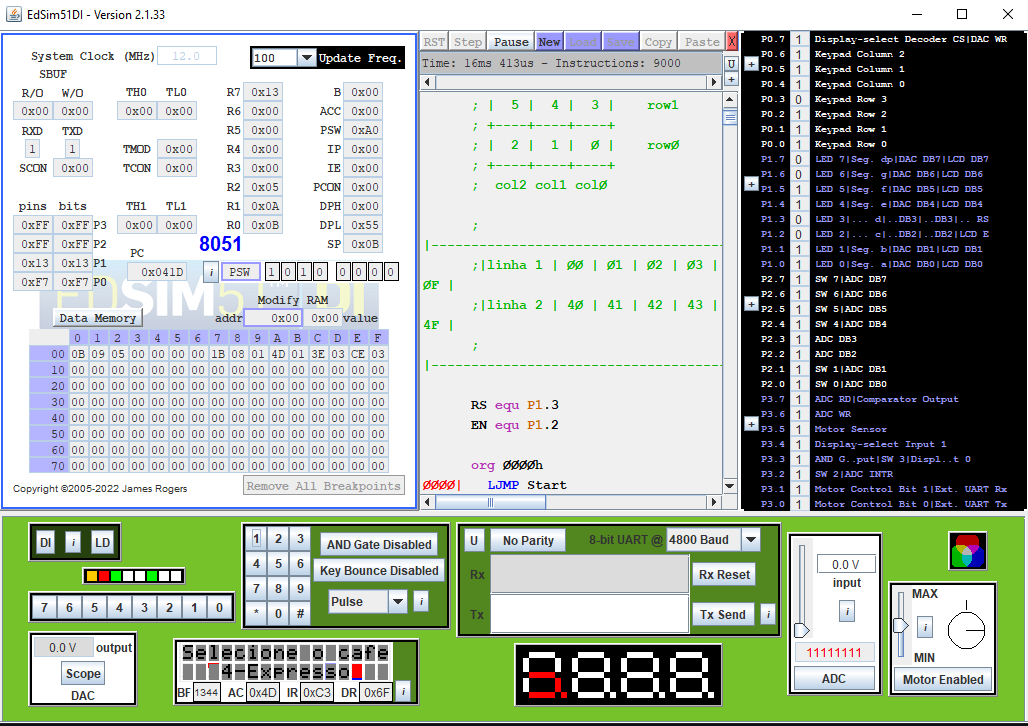 EdSim51DI - Version 2.1.33
System Clock (MHz) 12.0 100 Update Freq.
SBUF
R/O W/O TH0 TL0 R7 0x13 B 0x00
0x00 0x00 0x00 0x00 R6 0x00 ACC 0x00
RXD TXD R5 0x00 PSW 0xA0
1 1 TMOD 0x00 R4 0x00 IP 0x00
SCON 0x00 TCON 0x00 R3 0x00 IE 0x00
R2 0x05 PCON 0x00
pins bits TH1 TL1 R1 0x0A DPH 0x00
0xFF 0xFF P3 0x00 0x00 R0 0x0B DPL 0x55
0xFF 0xFF P2 8051 SP 0x0B
0x13 0x13 P1 PC
0xF7 0xF7 P0 0x041D i PSW 1 0 1 0 0 0 0 0
EDSIM51 DI
Modify RAM
Data Memory addr 0x00 0x00 value
0 1 2 3 4 5 6 7 8 9 A B C D E F
00 0B 09 05 00 00 00 00 1B 08 01 4D 01 3E 03 CE 03
10 00 00 00 00 00 00 00 00 00 00 00 00 00 00 00 00
20 00 00 00 00 00 00 00 00 00 00 00 00 00 00 00 00
30 00 00 00 00 00 00 00 00 00 00 00 00 00 00 00 00
40 00 00 00 00 00 00 00 00 00 00 00 00 00 00 00 00
50 00 00 00 00 00 00 00 00 00 00 00 00 00 00 00 00
60 00 00 00 00 00 00 00 00 00 00 00 00 00 00 00 00
70 00 00 00 00 00 00 00 00 00 00 00 00 00 00 00 00
Copyright ©2005-2022 James Rogers Remove All Breakpoints
RST Step Pause New Load Save Copy Paste X
Time: 16ms 413us - Instructions: 9000 U
+
; | 5 | 4 | 3 | row1
; +----+----+----+
; | 2 | 1 | Ø | rowØ
; +----+----+----+
; col2 col1 colØ
;
|--------------------------------------
;|linha 1 | ØØ | Ø1 | Ø2 | Ø3 |
ØF |
;|linha 2 | 4Ø | 41 | 42 | 43 |
4F |
;
|--------------------------------------
RS equ P1.3
EN equ P1.2
org ØØØØh
ØØØØ| LJMP Start
P0.7 1 Display-select Decoder CS|DAC WR
P0.6 1 Keypad Column 2
P0.5 1 Keypad Column 1
P0.4 1 Keypad Column 0
P0.3 0 Keypad Row 3
P0.2 1 Keypad Row 2
P0.1 1 Keypad Row 1
P0.0 1 Keypad Row 0
P1.7 0 LED 7|Seg. dp|DAC DB7|LCD DB7
P1.6 0 LED 6|Seg. g|DAC DB6|LCD DB6
P1.5 0 LED 5|Seg. f|DAC DB5|LCD DB5
P1.4 1 LED 4|Seg. e|DAC DB4|LCD DB4
P1.3 0 LED 3|... d|..DB3|..DB3|.. RS
P1.2 0 LED 2|... c|..DB2|..DB2|LCD E
P1.1 1 LED 1|Seg. b|DAC DB1|LCD DB1
P1.0 1 LED 0|Seg. a|DAC DB0|LCD DB0
P2.7 1 SW 7|ADC DB7
P2.6 1 SW 6|ADC DB6
P2.5 1 SW 5|ADC DB5
P2.4 1 SW 4|ADC DB4
P2.3 1 ADC DB3
P2.2 1 ADC DB2
P2.1 1 SW 1|ADC DB1
P2.0 1 SW 0|ADC DB0
P3.7 1 ADC RD|Comparator Output
P3.6 1 ADC WR
P3.5 1 Motor Sensor
P3.4 1 Display-select Input 1
P3.3 1 AND G..put|SW 3|Displ..t 0
P3.2 1 SW 2|ADC INTR
P3.1 1 Motor Control Bit 1|Ext. UART Rx
P3.0 1 Motor Control Bit 0|Ext. UART Tx
DI i LD
7 6 5 4 3 2 1 0
0.0 V output
Scope
DAC
1 2 3
4 5 6
7 8 9
* 0 #
AND Gate Disabled
Key Bounce Disabled
Pulse i
Selecione o cafe
4-Expresso
BF 1344 AC 0x4D IR 0xC3 DR 0x6F i
U No Parity 8-bit UART @ 4800 Baud
Rx Rx Reset
Tx Tx Send i
8.8.8.8.
0.0 V
input
i
11111111
ADC
MAX
i
MIN
Motor Enabled